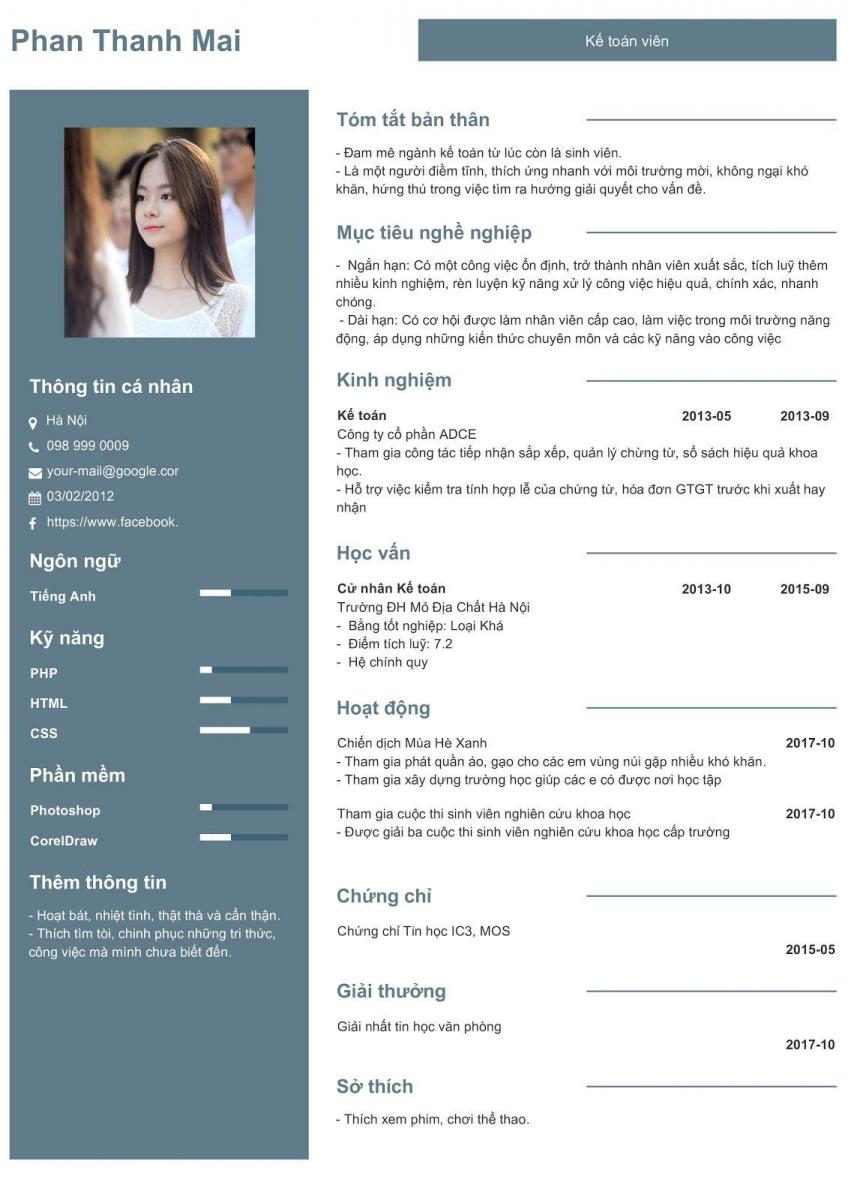 Phan Thanh Mai
Kế toán viên
Thông tin cá nhân
Hà Nội
098 999 0009
your-mail@google.cor
03/02/2012
https://www.facebook.
Ngôn ngữ
Tiếng Anh
Kỹ năng
PHP
HTML
CSS
Phần mềm
Photoshop
CorelDraw
Thêm thông tin
- Hoạt bát, nhiệt tình, thật thà và cẩn thận.
- Thích tìm tòi, chinh phục những tri thức,
công việc mà mình chưa biết đến.
Tóm tắt bản thân
- Đam mê ngành kế toán từ lúc còn là sinh viên.
- Là một người điềm tĩnh, thích ứng nhanh với môi trường mời, không ngại khó
khăn, hứng thú trong việc tìm ra hướng giải quyết cho vấn đề.
Mục tiêu nghề nghiệp
- Ngắn hạn: Có một công việc ổn định, trở thành nhân viên xuất sắc, tích luỹ thêm
nhiều kinh nghiệm, rèn luyện kỹ năng xử lý công việc hiệu quả, chính xác, nhanh
chóng.
- Dài hạn: Có cơ hội được làm nhân viên cấp cao, làm việc trong môi trường năng
động, áp dụng những kiến thức chuyên môn và các kỹ năng vào công việc
Kinh nghiệm
Kế toán 2013-05 2013-09
Công ty cổ phần ADCE
- Tham gia công tác tiếp nhận sắp xếp, quản lý chừng từ, sổ sách hiệu quả khoa
học.
- Hỗ trợ việc kiểm tra tính hợp lễ của chứng từ, hóa đơn GTGT trước khi xuất hay
nhận
Học vấn
Cử nhân Kế toán 2013-10 2015-09
Trường ĐH Mỏ Địa Chất Hà Nội
- Bằng tốt nghiệp: Loại Khá
- Điểm tích luỹ: 7.2
- Hệ chính quy
Hoạt động
Chiến dịch Mùa Hè Xanh 2017-10
- Tham gia phát quần áo, gạo cho các em vùng núi gặp nhiều khó khăn.
- Tham gia xây dựng trường học giúp các e có được nơi học tập
Tham gia cuộc thi sinh viên nghiên cứu khoa học 2017-10
- Được giải ba cuộc thi sinh viên nghiên cứu khoa học cấp trường
Chứng chỉ
Chứng chỉ Tin học IC3, MOS
2015-05
Giải thưởng
Giải nhất tin học văn phòng
2017-10
Sở thích
- Thích xem phim, chơi thể thao.